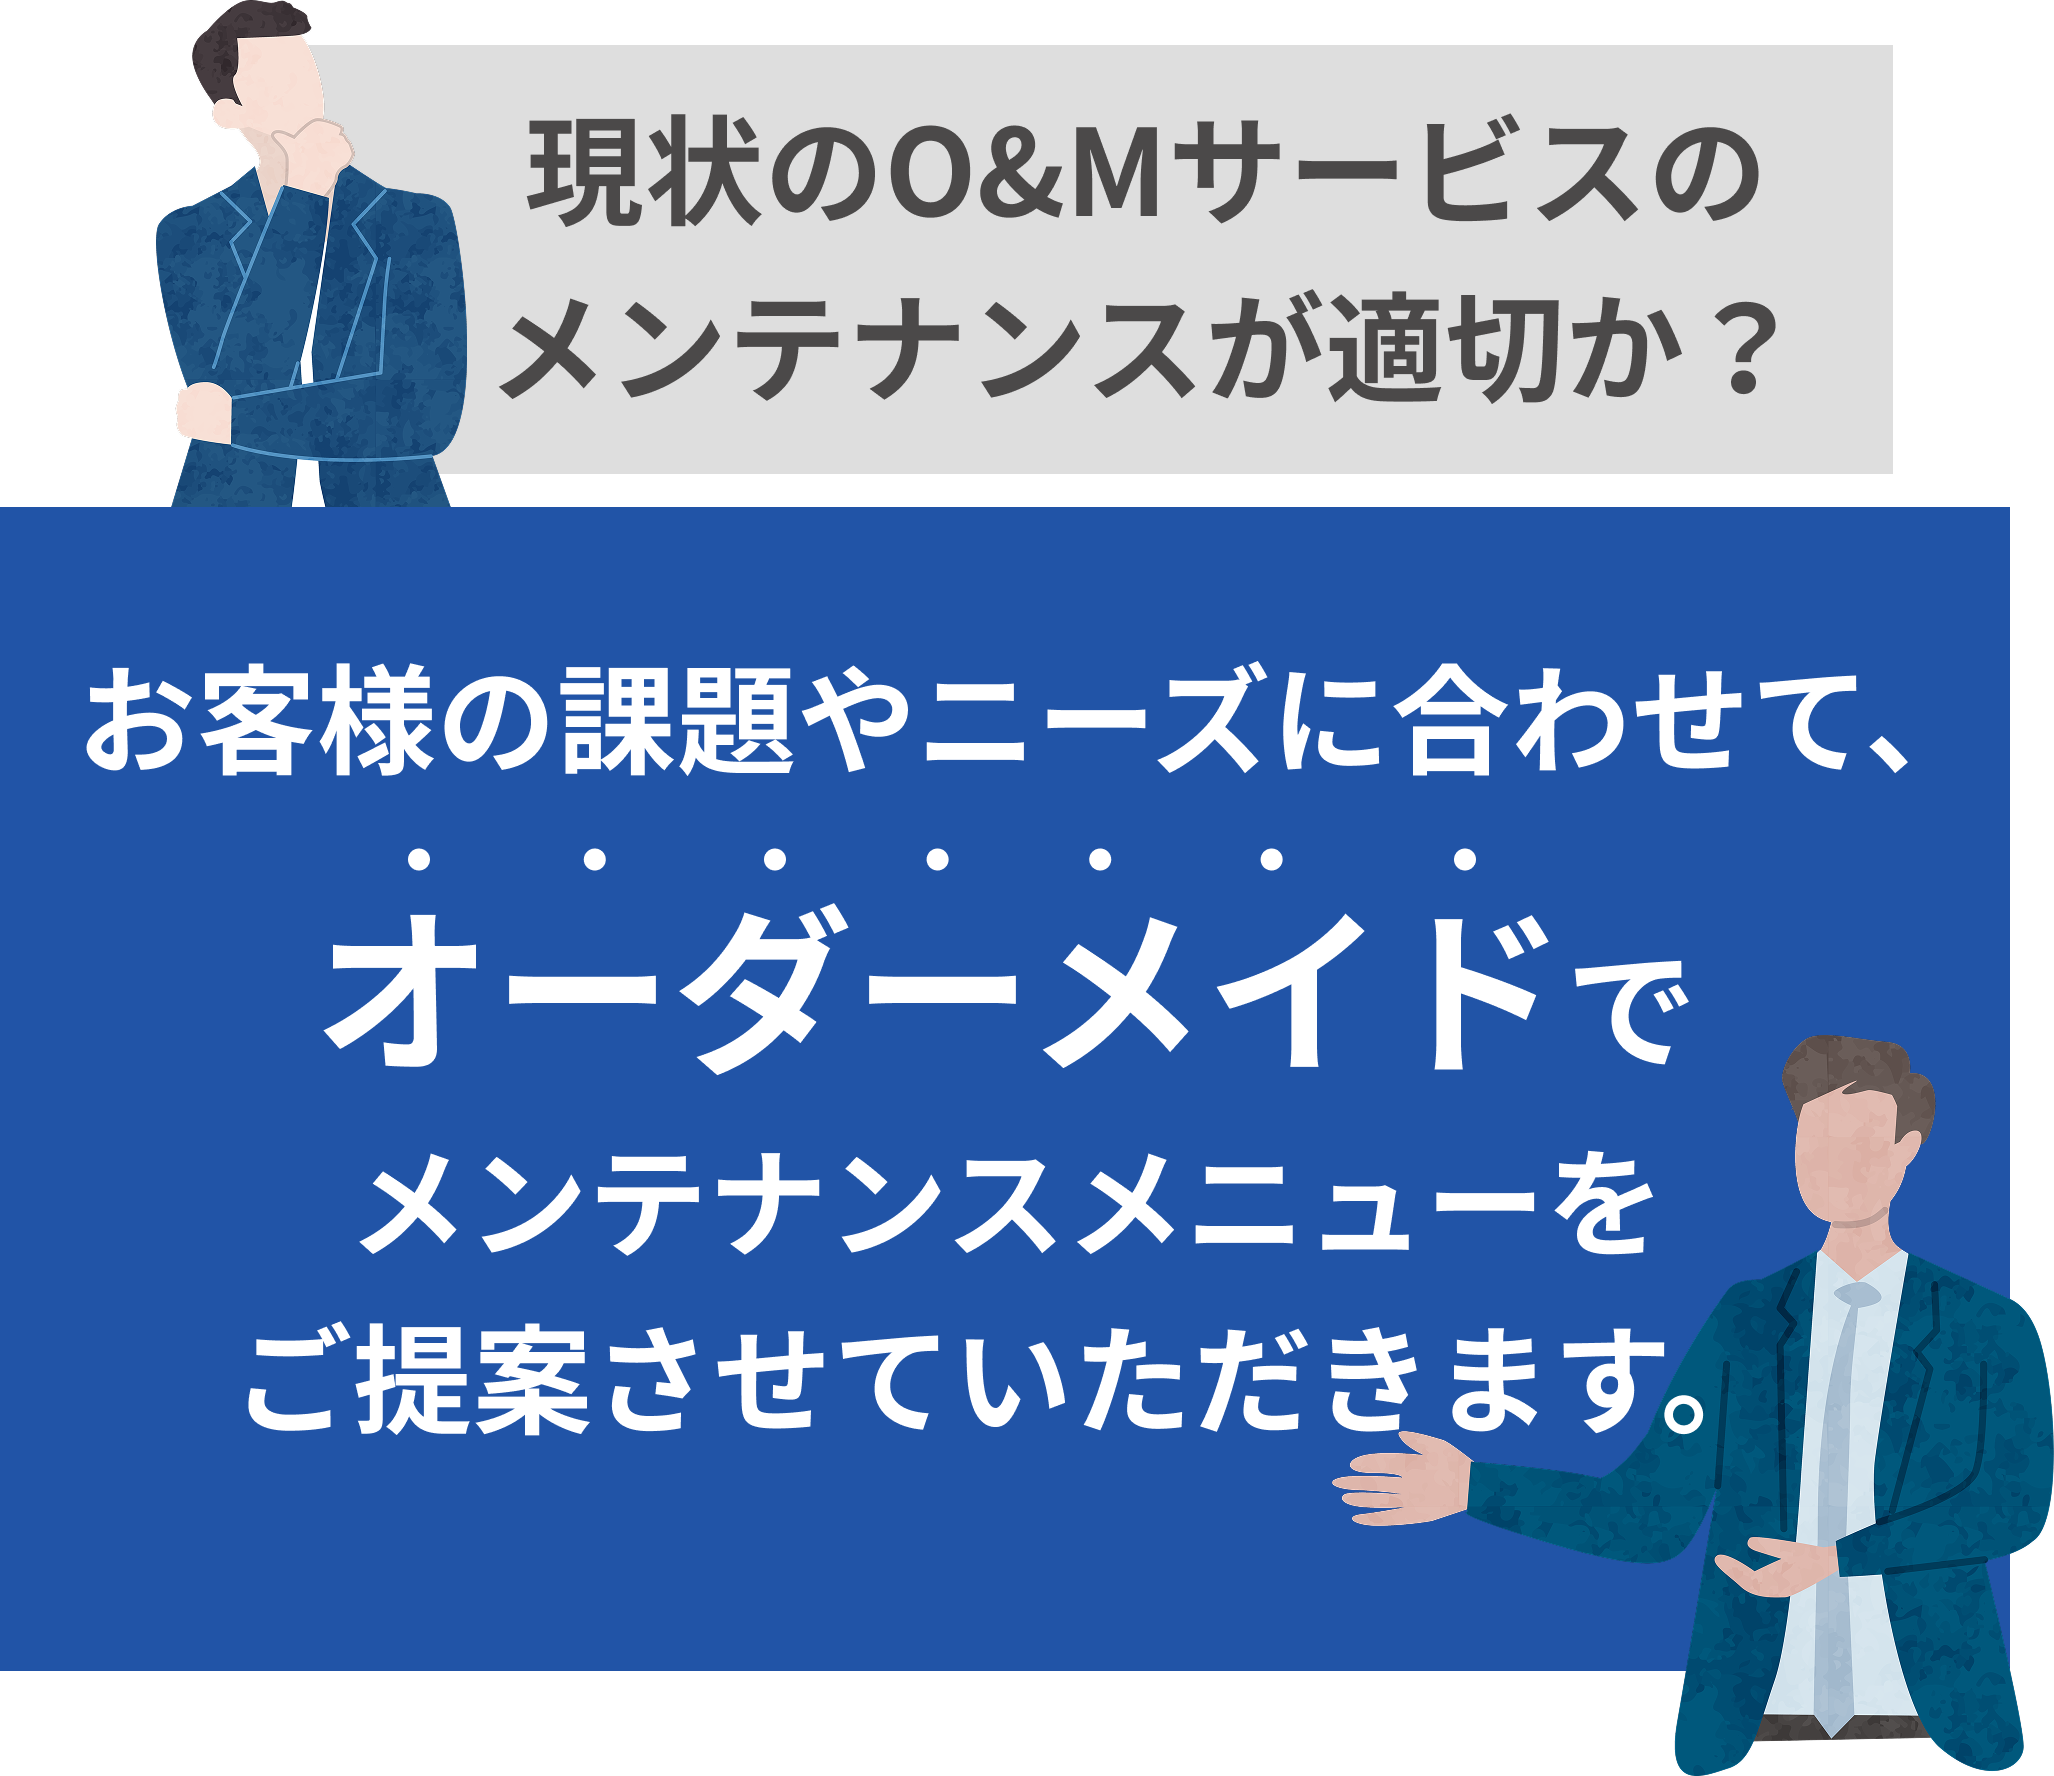 現状のO&Mサービスの
メンテナンスが適切か？
お客様の課題やニーズに合わせて、
オーダーメイドで
メンテナンスメニューを
ご提案させていただきます。